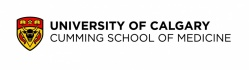 UNIVERSITY OF CALGARY
CUMMING SCHOOL OF MEDICINE